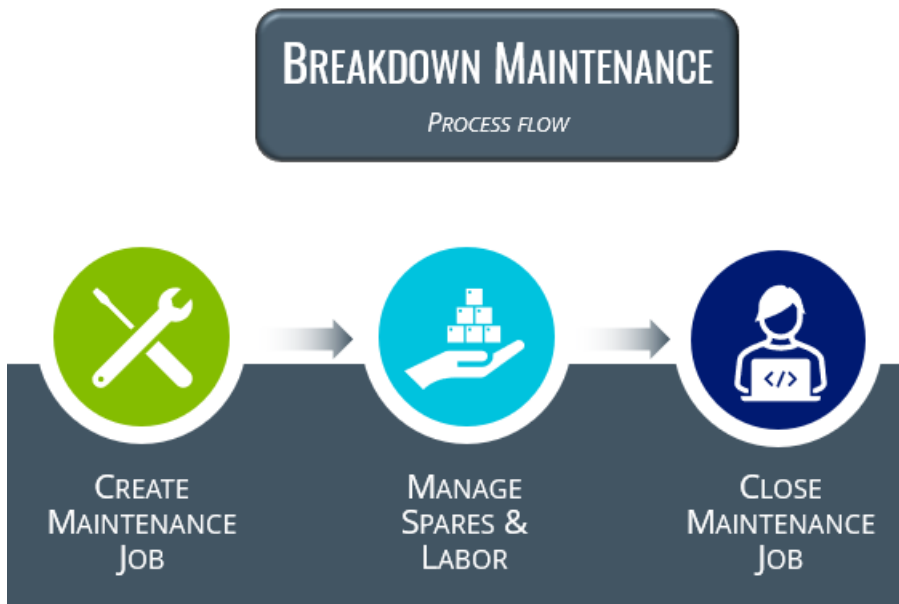 BREAKDOWN MAINTENANCE
PROCESS FLOW
</>
CREATE
MAINTENANCE
JOB
MANAGE
SPARES &
LABOR
CLOSE
MAINTENANCE
JOB